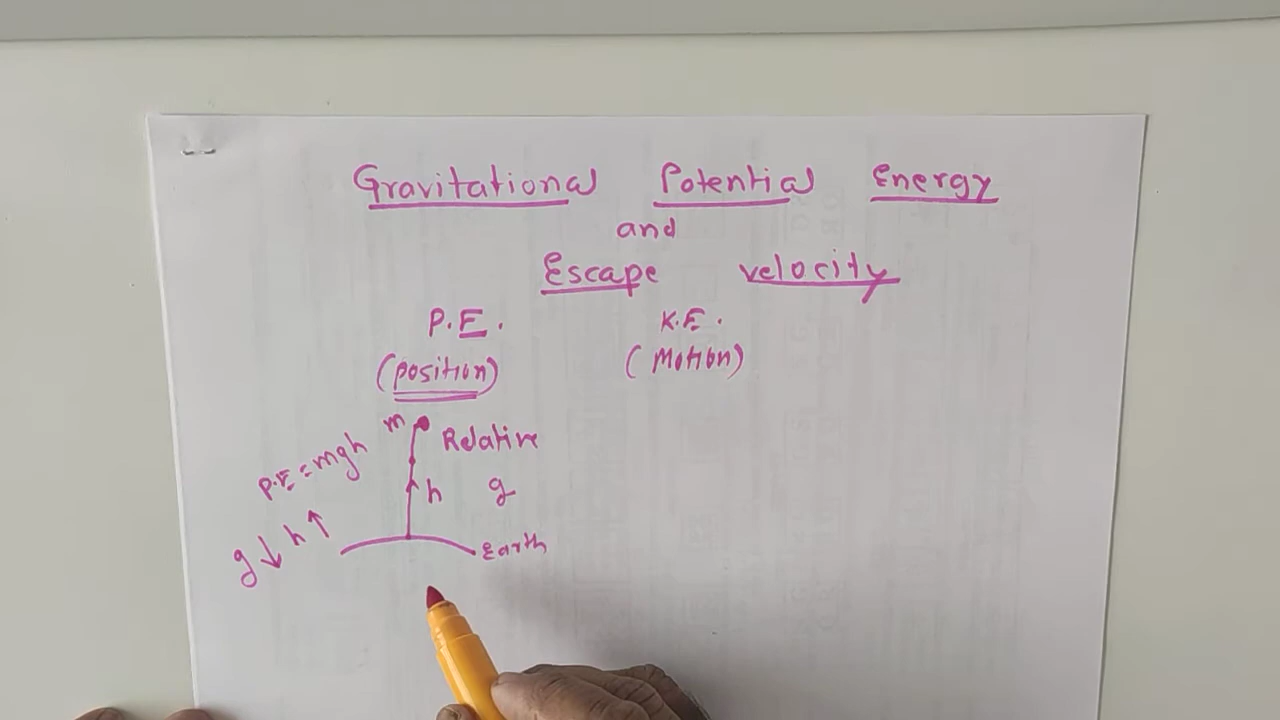 Gravitational Potential Energy
and
Escape velocity
P.E. K.E.
(position) (Motion)
m Relative
P.E = mgh
h g
g ↓ h ↑
Earth